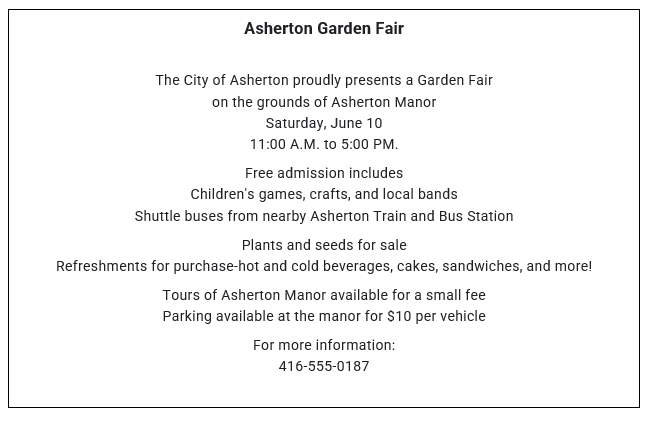 Asherton Garden Fair
The City of Asherton proudly presents a Garden Fair
on the grounds of Asherton Manor
Saturday, June 10
11:00 A.M. to 5:00 PM.
Free admission includes
Children's games, crafts, and local bands
Shuttle buses from nearby Asherton Train and Bus Station
Plants and seeds for sale
Refreshments for purchase-hot and cold beverages, cakes, sandwiches, and more!
Tours of Asherton Manor available for a small fee
Parking available at the manor for $10 per vehicle
For more information:
416-555-0187